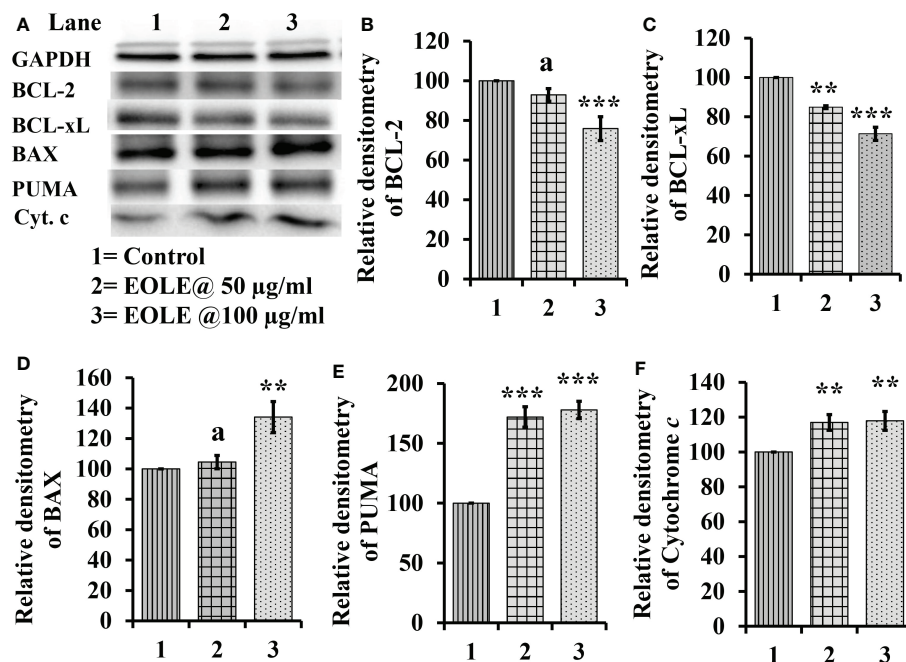 A Lane 1 2 3
GAPDH
BCL-2
BCL-xL
BAX
PUMA
Cyt. c
1= Control
2= EOLE@ 50 µg/ml
3= EOLE @100 µg/ml
B
Relative densitometry
of BCL-2
120
100
80
60
40
20
0
a
***
1 2 3
C
Relative densitometry
of BCL-xL
120
100
80
60
40
20
0
**
***
1 2 3
D
Relative densitometry
of BAX
160
140
120
100
80
60
40
20
0
a
**
1 2 3
E
Relative densitometry
of PUMA
200
150
100
50
0
***
***
1 2 3
F
Relative densitometry
of Cytochrome c
140
120
100
80
60
40
20
0
**
**
1 2 3